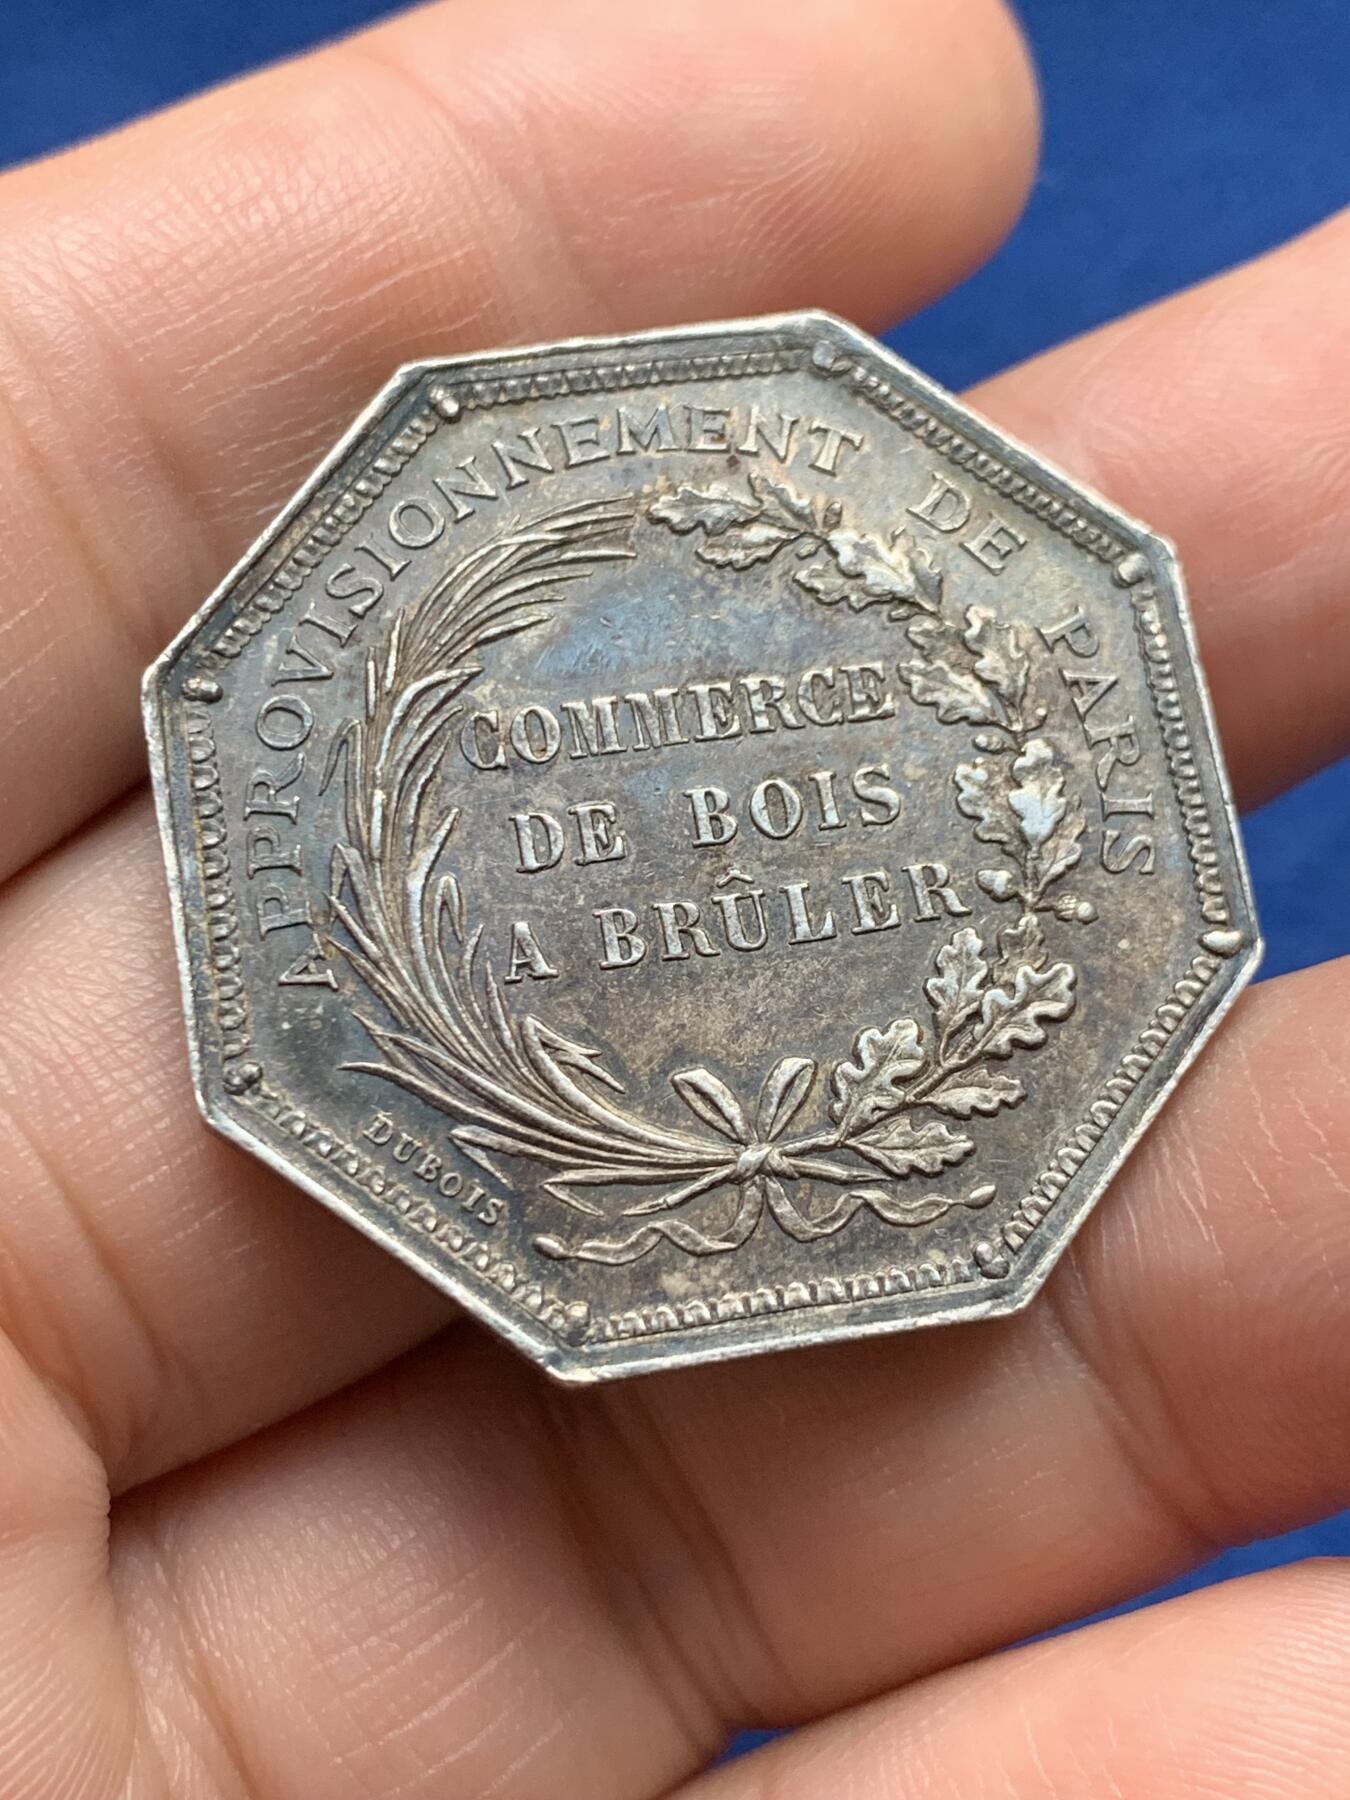 APPROVISIONNEMENT DE PARIS
COMMERCE
DE BOIS
A BRÛLER
DUBOIS